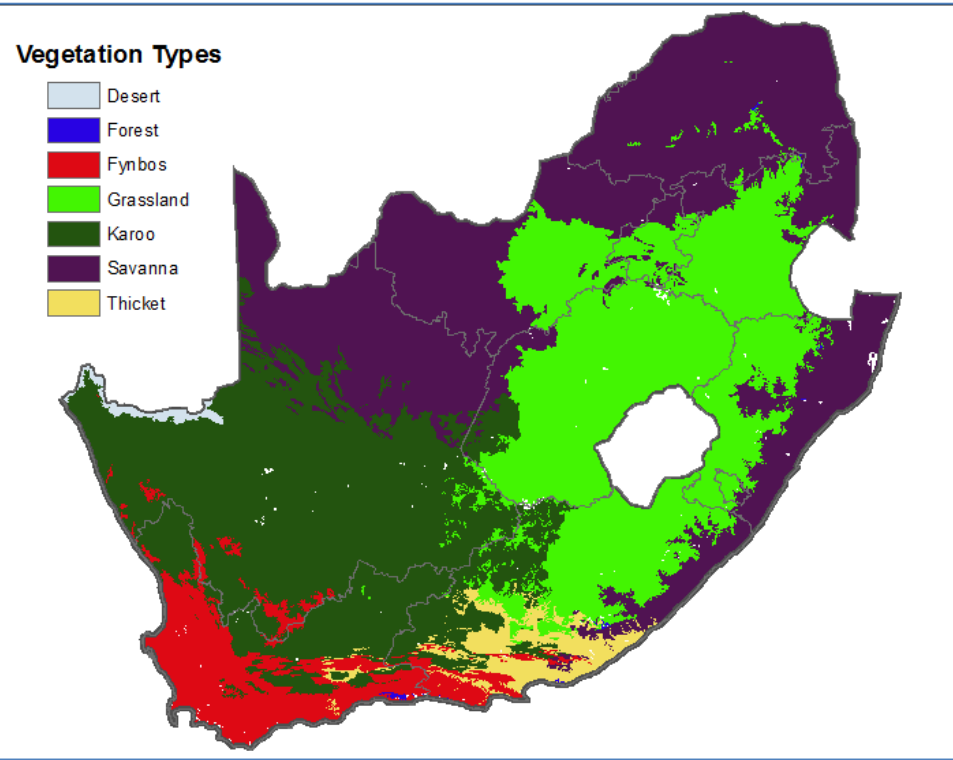 Vegetation Types
Desert
Forest
Fynbos
Grassland
Karoo
Savanna
Thicket